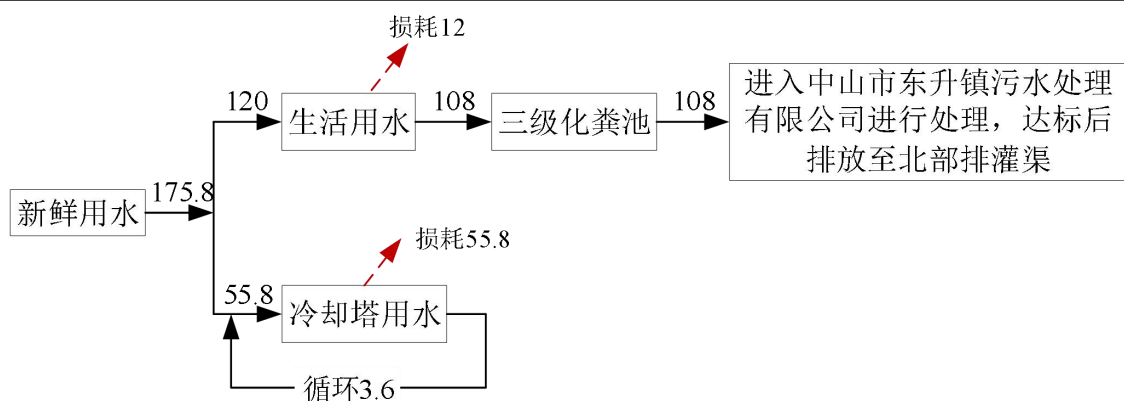 损耗12
120
生活用水
108
三级化粪池
108
进入中山市东升镇污水处理
有限公司进行处理，达标后
排放至北部排灌渠
新鲜用水
175.8
损耗55.8
55.8
冷却塔用水
循环3.6